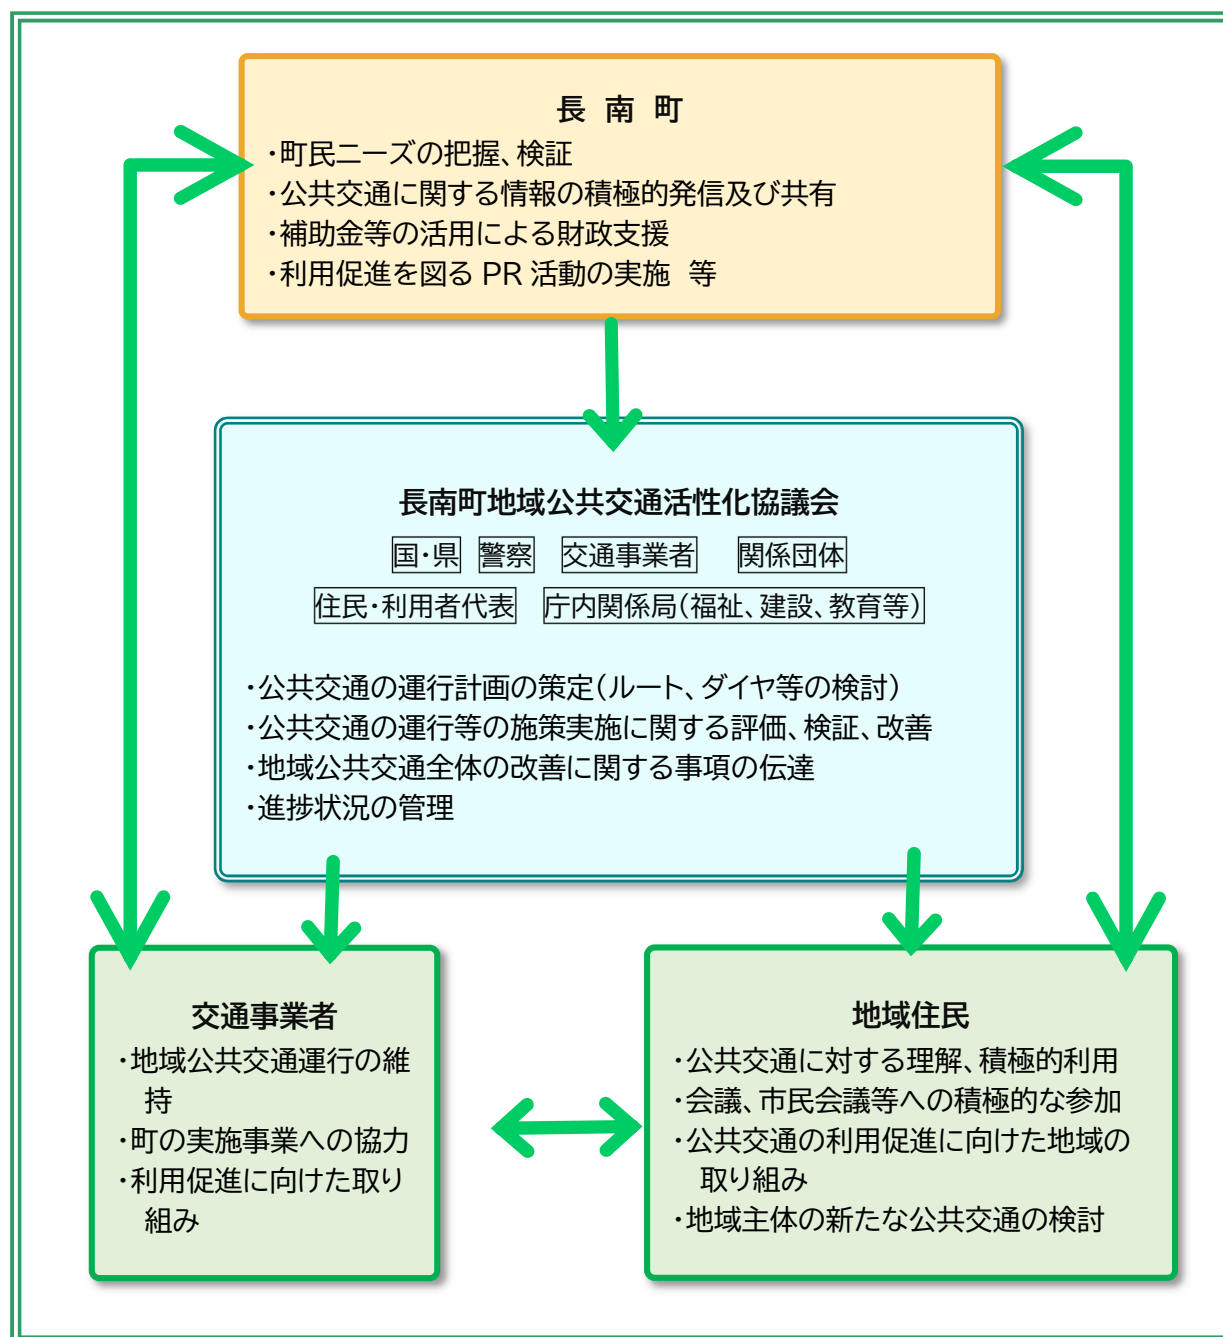 長 南 町
・町民ニーズの把握、検証
・公共交通に関する情報の積極的発信及び共有
・補助金等の活用による財政支援
・利用促進を図る PR 活動の実施　等
長南町地域公共交通活性化協議会
国・県 警察 交通事業者 関係団体
住民・利用者代表 庁内関係局(福祉、建設、教育等)
・公共交通の運行計画の策定(ルート、ダイヤ等の検討)
・公共交通の運行等の施策実施に関する評価、検証、改善
・地域公共交通全体の改善に関する事項の伝達
・進捗状況の管理
交通事業者
・地域公共交通運行の維
持
・町の実施事業への協力
・利用促進に向けた取り
組み
地域住民
・公共交通に対する理解、積極的利用
・会議、市民会議等への積極的な参加
・公共交通の利用促進に向けた地域の
取り組み
・地域主体の新たな公共交通の検討